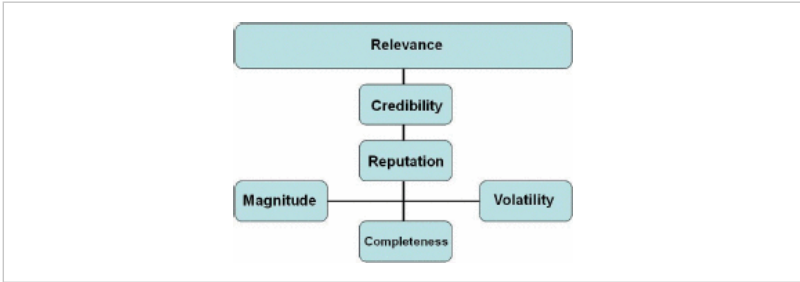 Relevance
Credibility
Reputation
Magnitude
Volatility
Completeness